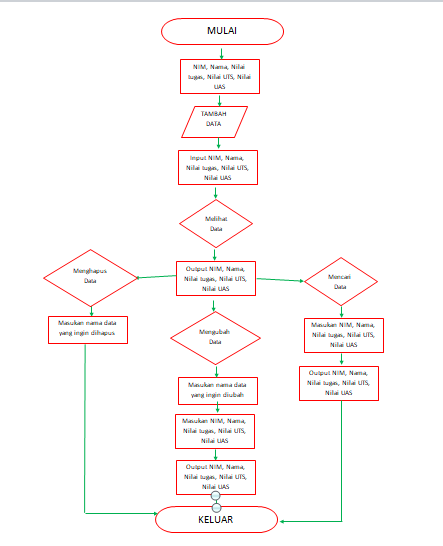 MULAI
NIM, Nama, Nilai
tugas, Nilai UTS, Nilai
UAS
TAMBAH
DATA
Input NIM, Nama,
Nilai tugas, Nilai UTS,
Nilai UAS
Melihat
Data
Output NIM, Nama,
Nilai tugas, Nilai UTS,
Nilai UAS
Menghapus
Data
Masukan nama data
yang ingin dihapus
Mengubah
Data
Masukan nama data
yang ingin diubah
Masukan NIM, Nama,
Nilai tugas, Nilai UTS,
Nilai UAS
Output NIM, Nama,
Nilai tugas, Nilai UTS,
Nilai UAS
Mencari
Data
Masukan NIM, Nama,
Nilai tugas, Nilai UTS,
Nilai UAS
Output NIM, Nama,
Nilai tugas, Nilai UTS,
Nilai UAS
KELUAR